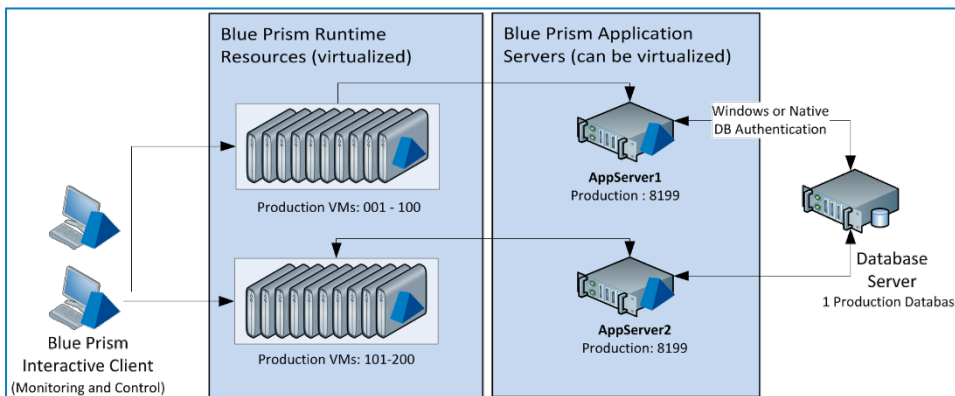 Blue Prism Runtime
Resources (virtualized)
Blue Prism Application
Servers (can be virtualized)
Windows or Native
DB Authentication
AppServer1
Production : 8199
Production VMs: 001 - 100
Database
Server
1 Production Databas
AppServer2
Production: 8199
Production VMs: 101-200
Blue Prism
Interactive Client
(Monitoring and Control)